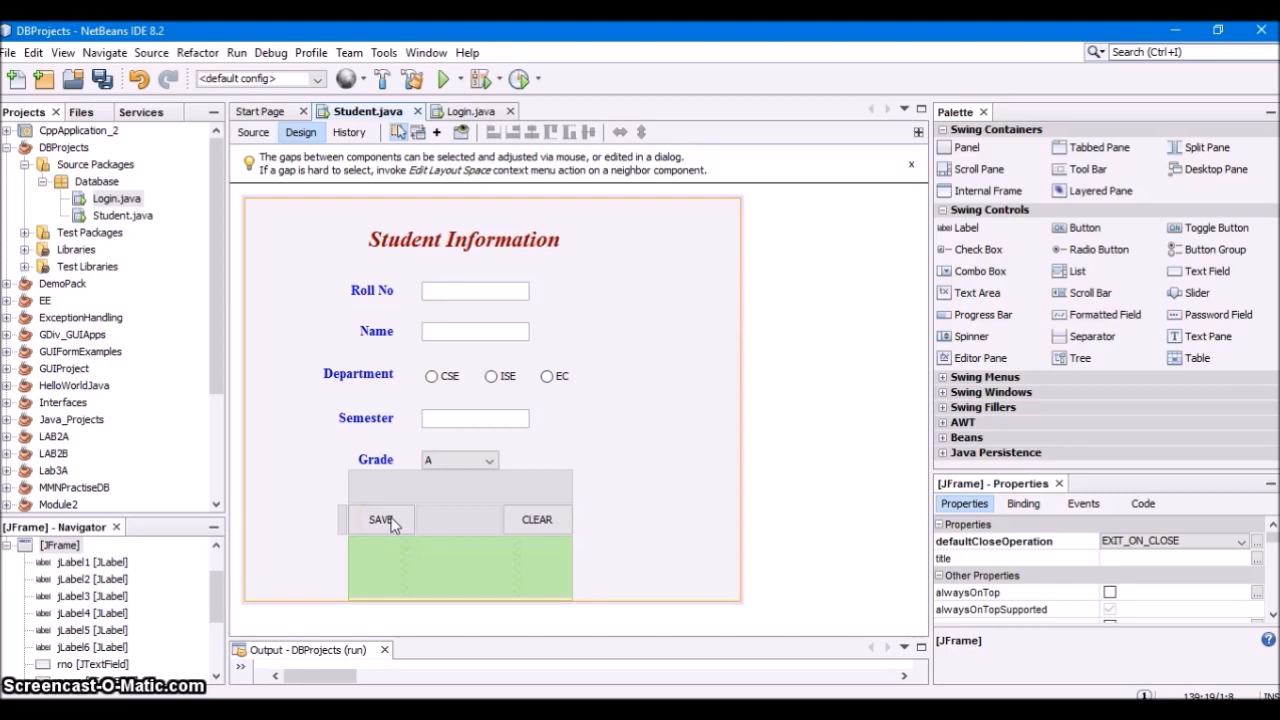 DBProjects - NetBeans IDE 8.2
File Edit View Navigate Source Refactor Run Debug Profile Team Tools Window Help
Search (Ctrl+I)
<default config>
Projects Files Services
CppApplication_2
DBProjects
Source Packages
Database
Login.java
Student.java
Test Packages
Libraries
Test Libraries
DemoPack
EE
ExceptionHandling
GDiv_GUIApps
GUIFormExamples
GUIProject
HelloWorldJava
Interfaces
Java_Projects
LAB2A
LAB2B
Lab3A
MMNPractiseDB
Module2
[JFrame] - Navigator
[JFrame]
jLabel1 [JLabel]
jLabel2 [JLabel]
jLabel3 [JLabel]
jLabel4 [JLabel]
jLabel5 [JLabel]
jLabel6 [JLabel]
rno [JTextField]
Screencast-O-Matic.com
Start Page Student.java Login.java
Source Design History
The gaps between components can be selected and adjusted via mouse, or edited in a dialog.
If a gap is hard to select, invoke Edit Layout Space context menu action on a neighbor component.
x
Student Information
Roll No
Name
Department CSE ISE EC
Semester
Grade A
SAVE CLEAR
Output - DBProjects (run)
Palette
Swing Containers
Panel Tabbed Pane Split Pane
Scroll Pane Tool Bar Desktop Pane
Internal Frame Layered Pane
Swing Controls
label Label OK Button Toggle Button
Check Box Radio Button Button Group
Combo Box List Text Field
Text Area Scroll Bar Slider
Progress Bar Formatted Field Password Field
Spinner Separator Text Pane
Editor Pane Tree Table
Swing Menus
Swing Windows
Swing Fillers
AWT
Beans
Java Persistence
[JFrame] - Properties
Properties Binding Events Code
Properties
defaultCloseOperation EXIT_ON_CLOSE
title
Other Properties
alwaysOnTop
alwaysOnTopSupported
[JFrame]
139:19/1:8 INS